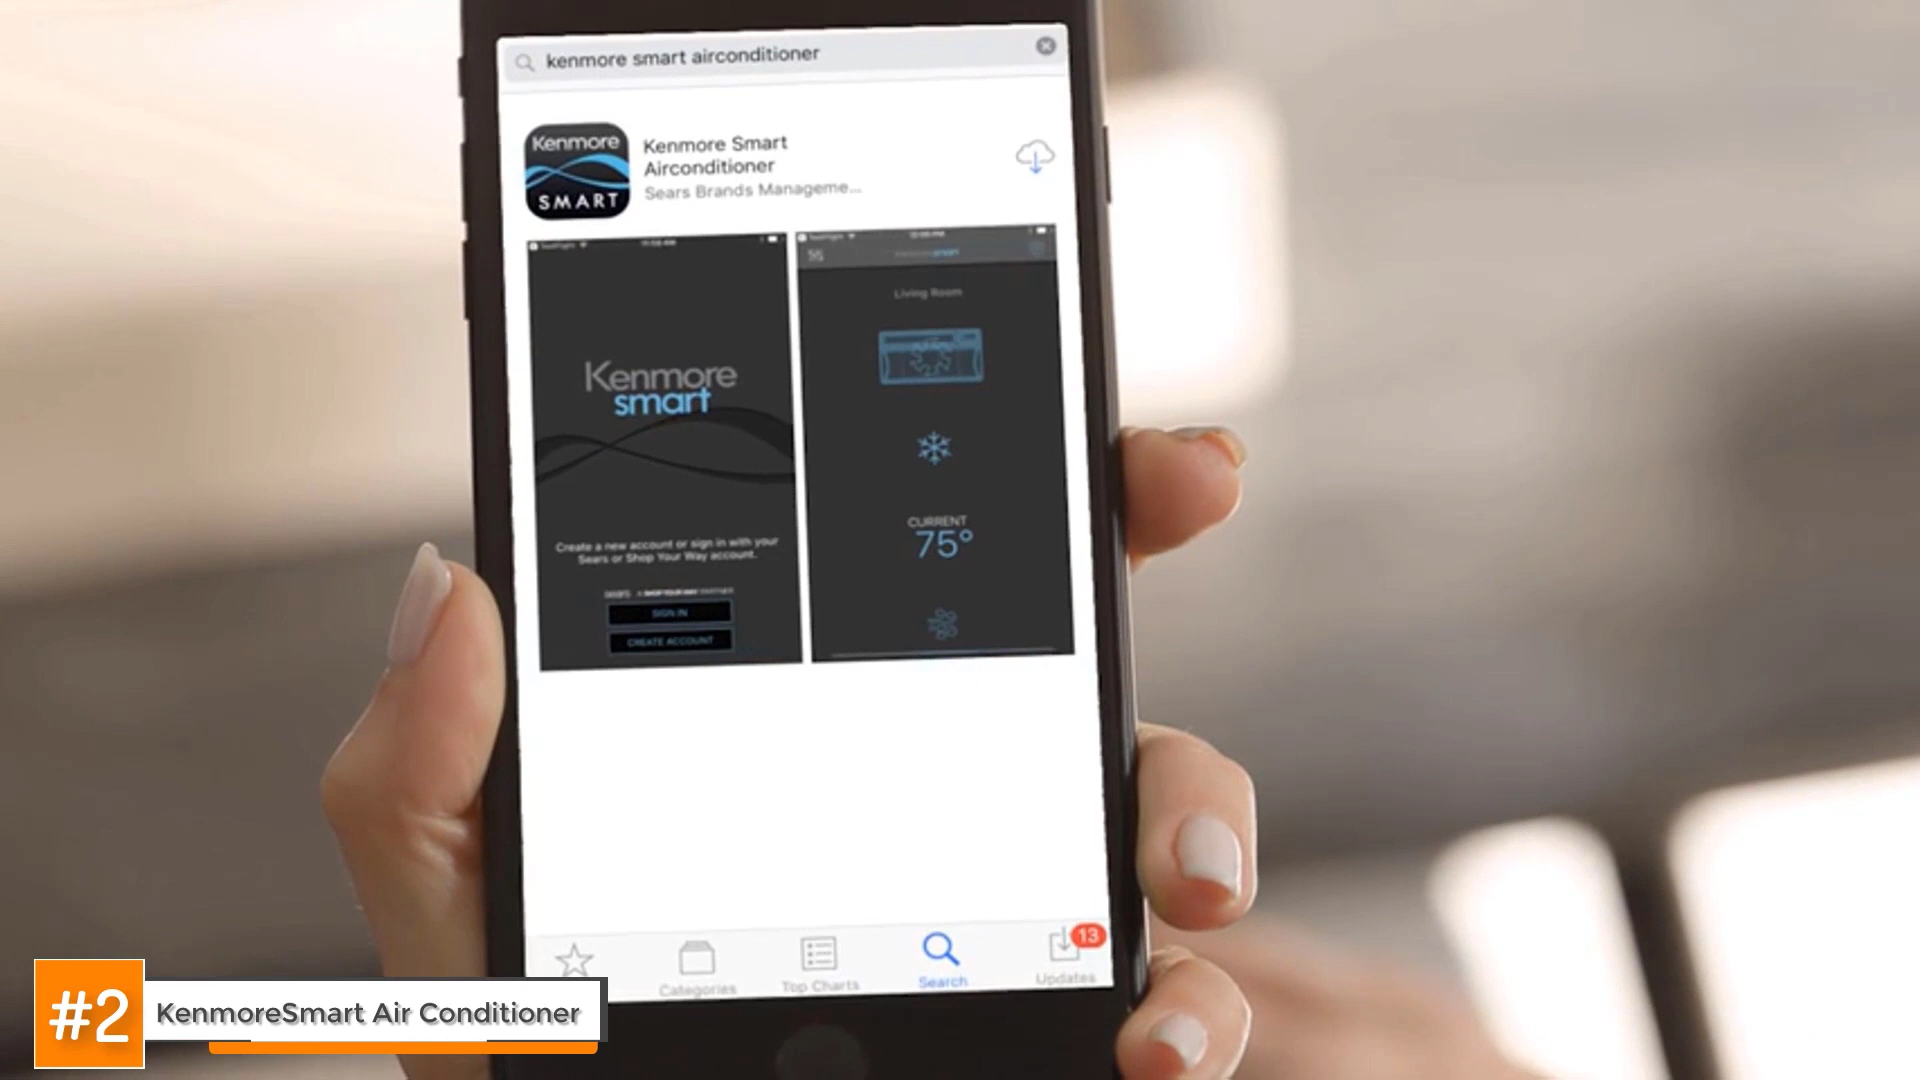 kenmore smart airconditioner
Kenmore
SMART
Kenmore Smart
Airconditioner
Sears Brands Manageme...
Kenmore
smart
Create a new account or sign in with your
Sears or Shop Your Way account.
SIGN IN
CREATE ACCOUNT
Living Room
CURRENT
75°
Categories
Top Charts
Search
13
Updates
#2
KenmoreSmart Air Conditioner